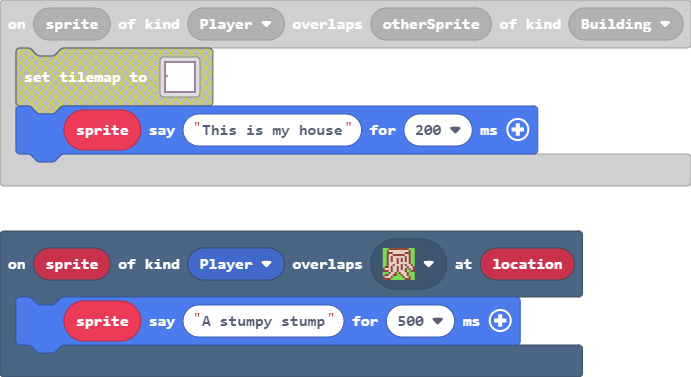 on sprite of kind Player overlaps otherSprite of kind Building
set tilemap to
sprite say "This is my house" for 200 ms
on sprite of kind Player overlaps at location
sprite say "A stumpy stump" for 500 ms